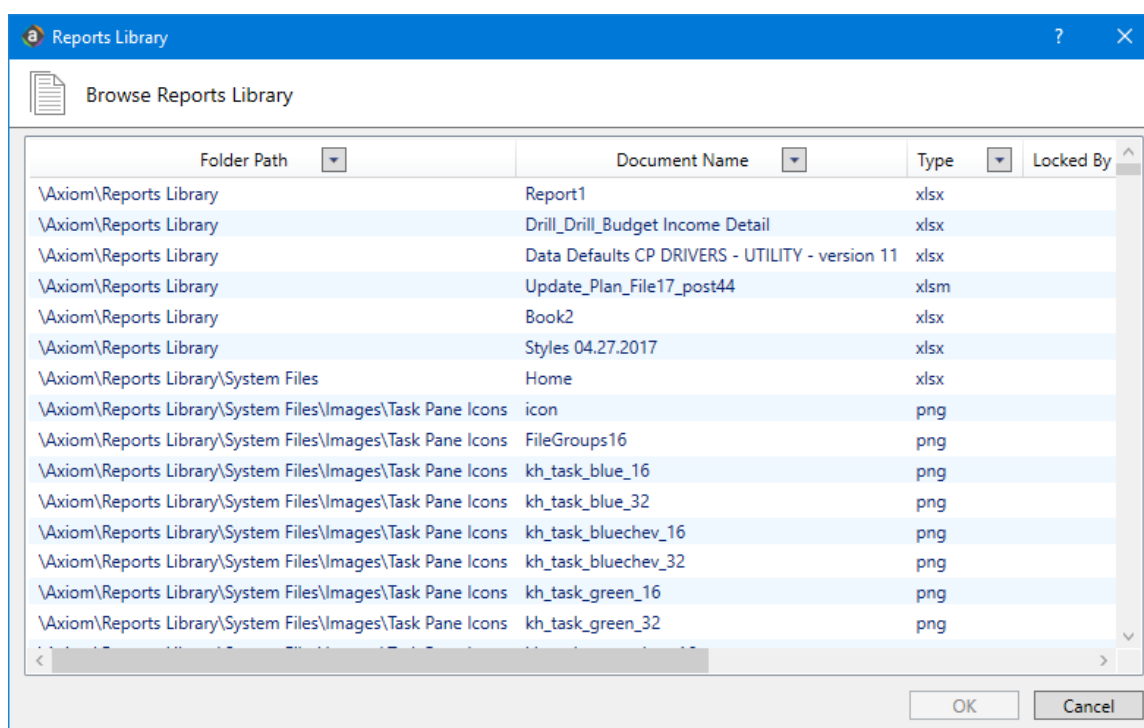 Reports Library
Browse Reports Library
Folder Path Document Name Type Locked By
\Axiom\Reports Library Report1 xlsx
\Axiom\Reports Library Drill_Drill_Budget Income Detail xlsx
\Axiom\Reports Library Data Defaults CP DRIVERS - UTILITY - version 11 xlsx
\Axiom\Reports Library Update_Plan_File17_post44 xlsm
\Axiom\Reports Library Book2 xlsx
\Axiom\Reports Library Styles 04.27.2017 xlsx
\Axiom\Reports Library\System Files Home xlsx
\Axiom\Reports Library\System Files\Images\Task Pane Icons icon png
\Axiom\Reports Library\System Files\Images\Task Pane Icons FileGroups16 png
\Axiom\Reports Library\System Files\Images\Task Pane Icons kh_task_blue_16 png
\Axiom\Reports Library\System Files\Images\Task Pane Icons kh_task_blue_32 png
\Axiom\Reports Library\System Files\Images\Task Pane Icons kh_task_bluechev_16 png
\Axiom\Reports Library\System Files\Images\Task Pane Icons kh_task_bluechev_32 png
\Axiom\Reports Library\System Files\Images\Task Pane Icons kh_task_green_16 png
\Axiom\Reports Library\System Files\Images\Task Pane Icons kh_task_green_32 png
OK Cancel